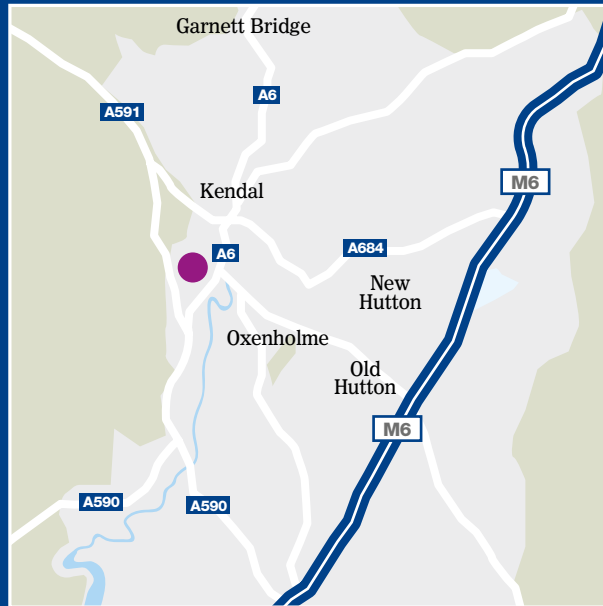 Garnett Bridge
A6
A591
M6
Kendal
A684
A6
New
Hutton
Oxenholme
Old
Hutton
M6
A590
A590